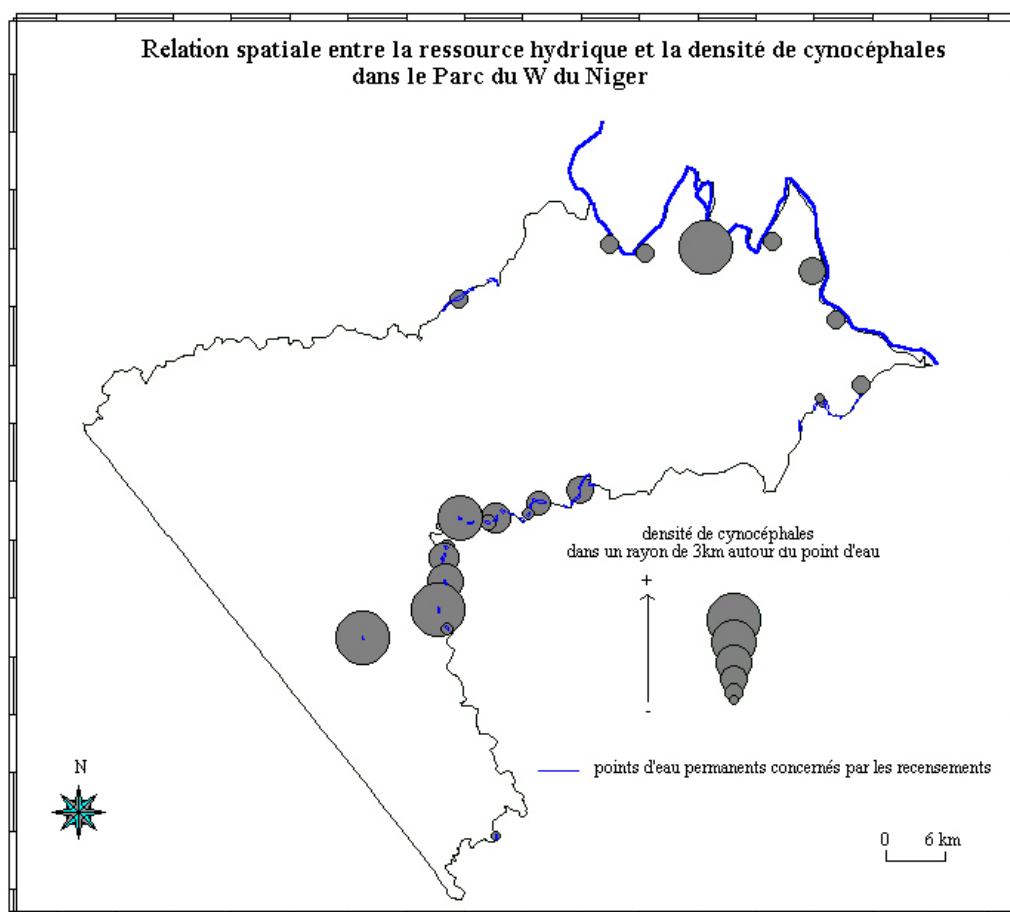 Relation spatiale entre la ressource hydrique et la densité de cynocéphales
dans le Parc du W du Niger
densité de cynocéphales
dans un rayon de 3km autour du point d'eau
+
-
points d'eau permanents concernés par les recensements
N
0 6 km